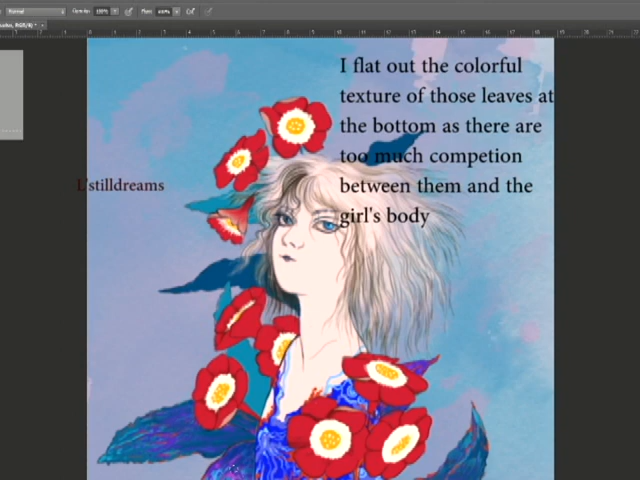 Normal
I flat out the colorful
texture of those leaves at
the bottom as there are
too much competion
between them and the
girl's body
L'stilldreams